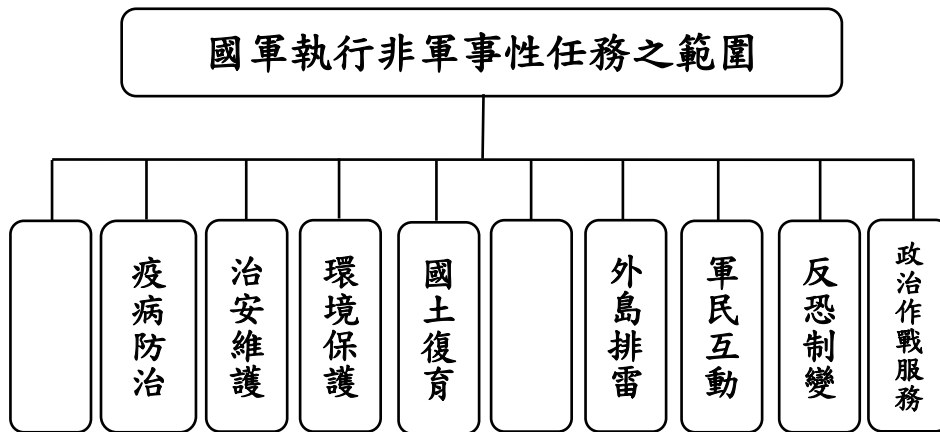 國軍執行非軍事性任務之範圍
疫病防治
治安維護
環境保護
國土復育
外島排雷
軍民互動
反恐制變
政治作戰服務